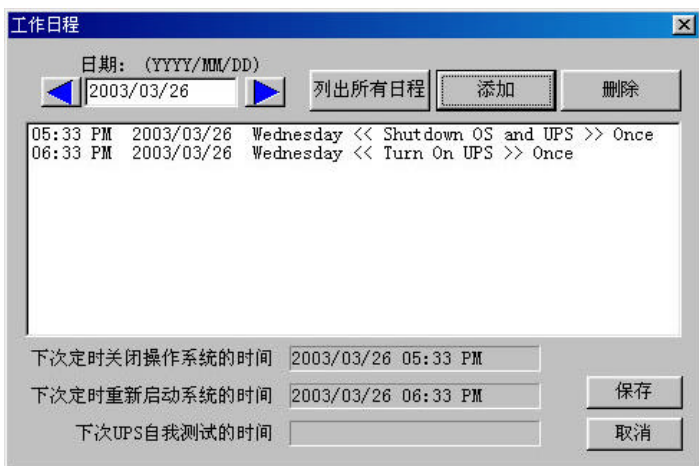 工作日程
日期: (YYYY/MM/DD)
2003/03/26 列出所有日程 添加 删除
05:33 PM 2003/03/26 Wednesday << Shutdown OS and UPS >> Once
06:33 PM 2003/03/26 Wednesday << Turn On UPS >> Once
下次定时关闭操作系统的时间 2003/03/26 05:33 PM
下次定时重新启动系统的时间 2003/03/26 06:33 PM
保存
下次UPS自我测试的时间
取消